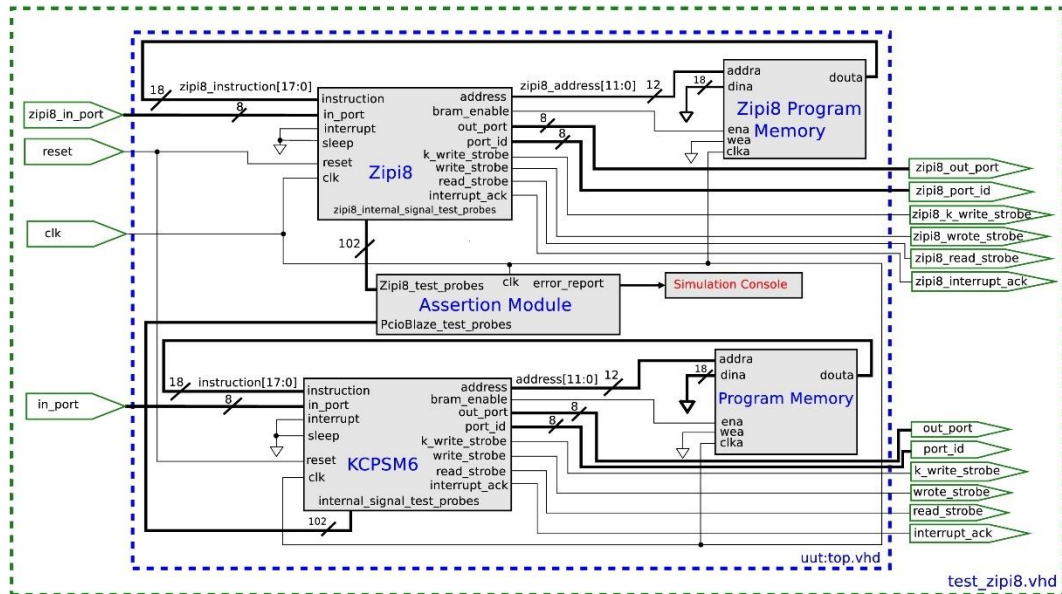 zipi8_in_port
reset
clk
in_port
18
zipi8_instruction[17:0]
8
instruction
in_port
interrupt
sleep
reset
clk
address
bram_enable
out_port
port_id
k_write_strobe
write_strobe
read_strobe
interrupt_ack
Zipi8
zipi8_internal_signal_test_probes
zipi8_address[11:0]
12
8
8
18
addra
dina
douta
Zipi8 Program
Memory
ena
wea
clka
zipi8_out_port
zipi8_port_id
zipi8_k_write_strobe
zipi8_wrote_strobe
zipi8_read_strobe
zipi8_interrupt_ack
102
Zipi8_test_probes
clk
error_report
Assertion Module
PcioBlaze_test_probes
Simulation Console
18
instruction[17:0]
8
instruction
in_port
interrupt
sleep
reset
clk
address
bram_enable
out_port
port_id
k_write_strobe
write_strobe
read_strobe
interrupt_ack
KCPSM6
internal_signal_test_probes
102
address[11:0]
12
8
8
18
addra
dina
douta
Program Memory
ena
wea
clka
out_port
port_id
k_write_strobe
wrote_strobe
read_strobe
interrupt_ack
uut:top.vhd
test_zipi8.vhd